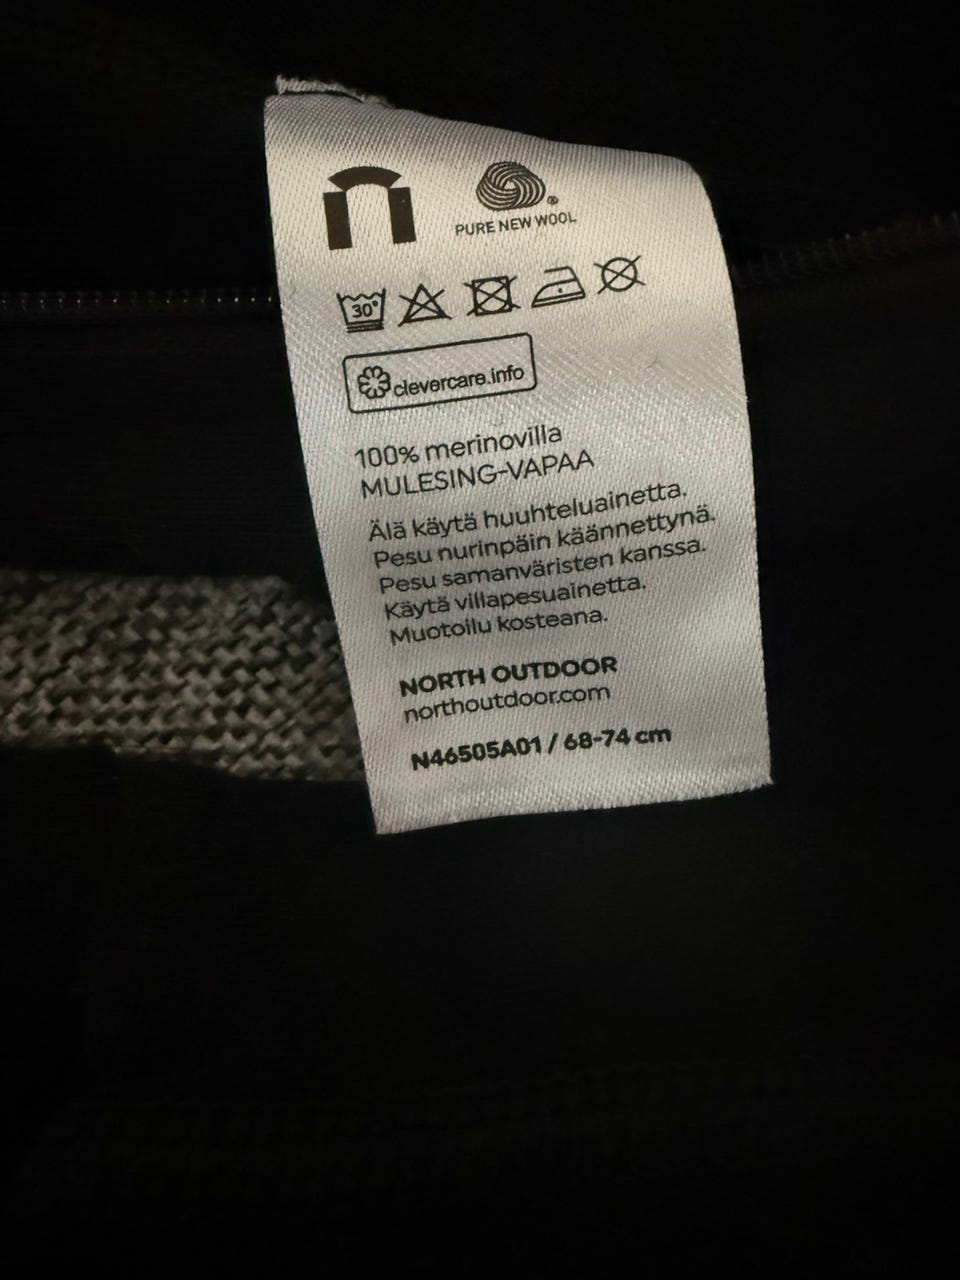 PURE NEW WOOL
30°
clevercare.info
100% merinovilla
MULESING-VAPAA
Älä käytä huuhteluainetta.
Pesu nurinpäin käännettynä.
Pesu samanväristen kanssa.
Käytä villapesuainetta.
Muotoilu kosteana.
NORTH OUTDOOR
northoutdoor.com
N46505A01 / 68-74 cm